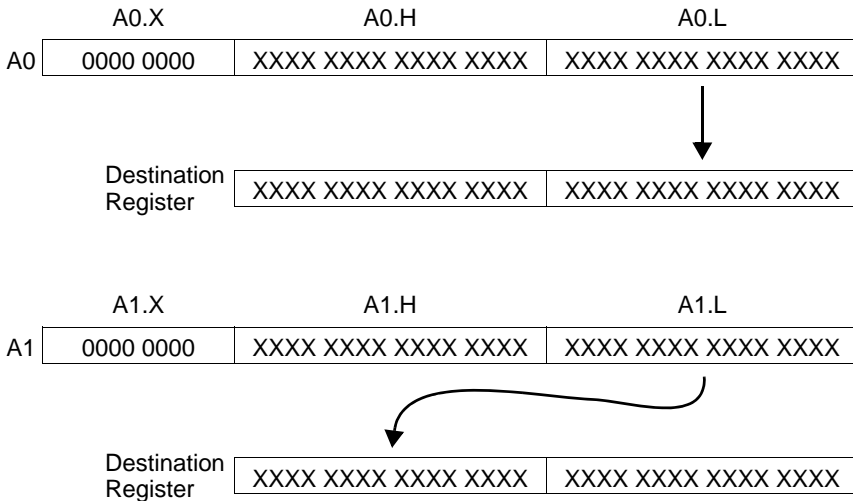 A0.X A0.H A0.L
A0 0000 0000 XXXX XXXX XXXX XXXX XXXX XXXX XXXX XXXX
Destination
Register XXXX XXXX XXXX XXXX XXXX XXXX XXXX XXXX
A1.X A1.H A1.L
A1 0000 0000 XXXX XXXX XXXX XXXX XXXX XXXX XXXX XXXX
Destination
Register XXXX XXXX XXXX XXXX XXXX XXXX XXXX XXXX